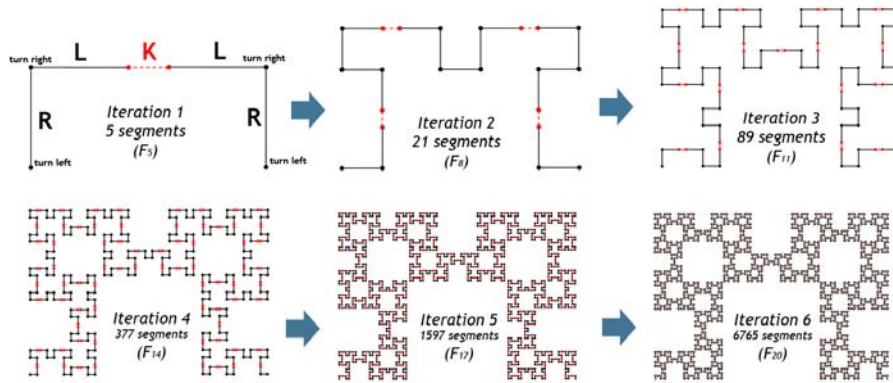 turn right L K L turn right
R Iteration 1 R
5 segments
(F5)
turn left turn left
Iteration 2
21 segments
(F8)
Iteration 3
89 segments
(F11)
Iteration 4
377 segments
(F14)
Iteration 5
1597 segments
(F17)
Iteration 6
6765 segments
(F20)